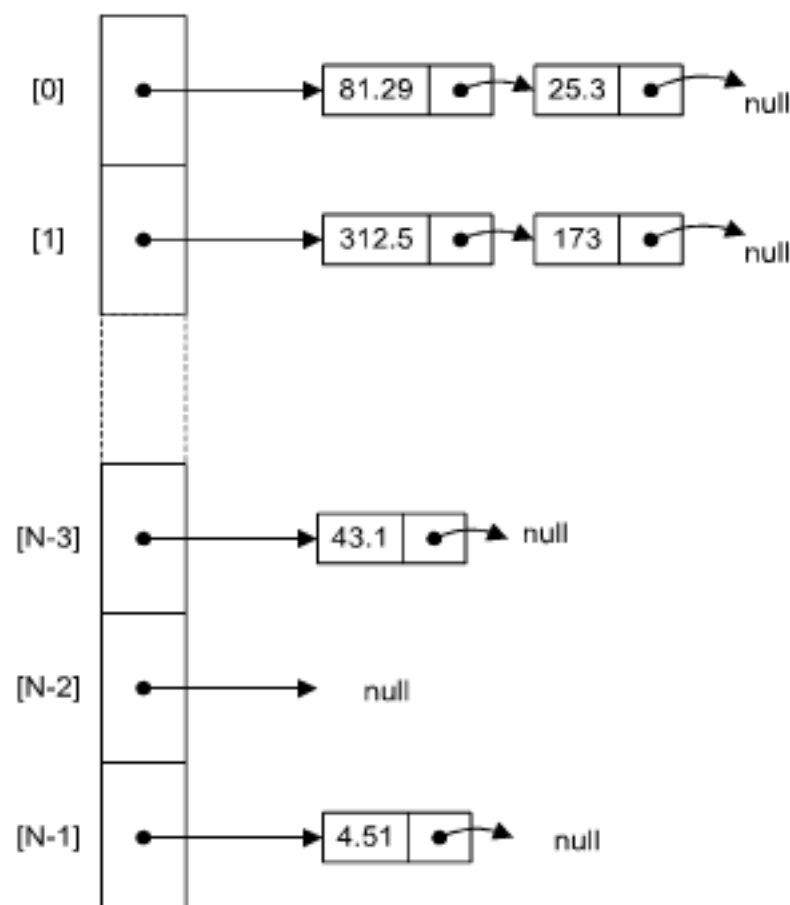 [0] 81.29 25.3 null
[1] 312.5 173 null
[N-3] 43.1 null
[N-2] null
[N-1] 4.51 null